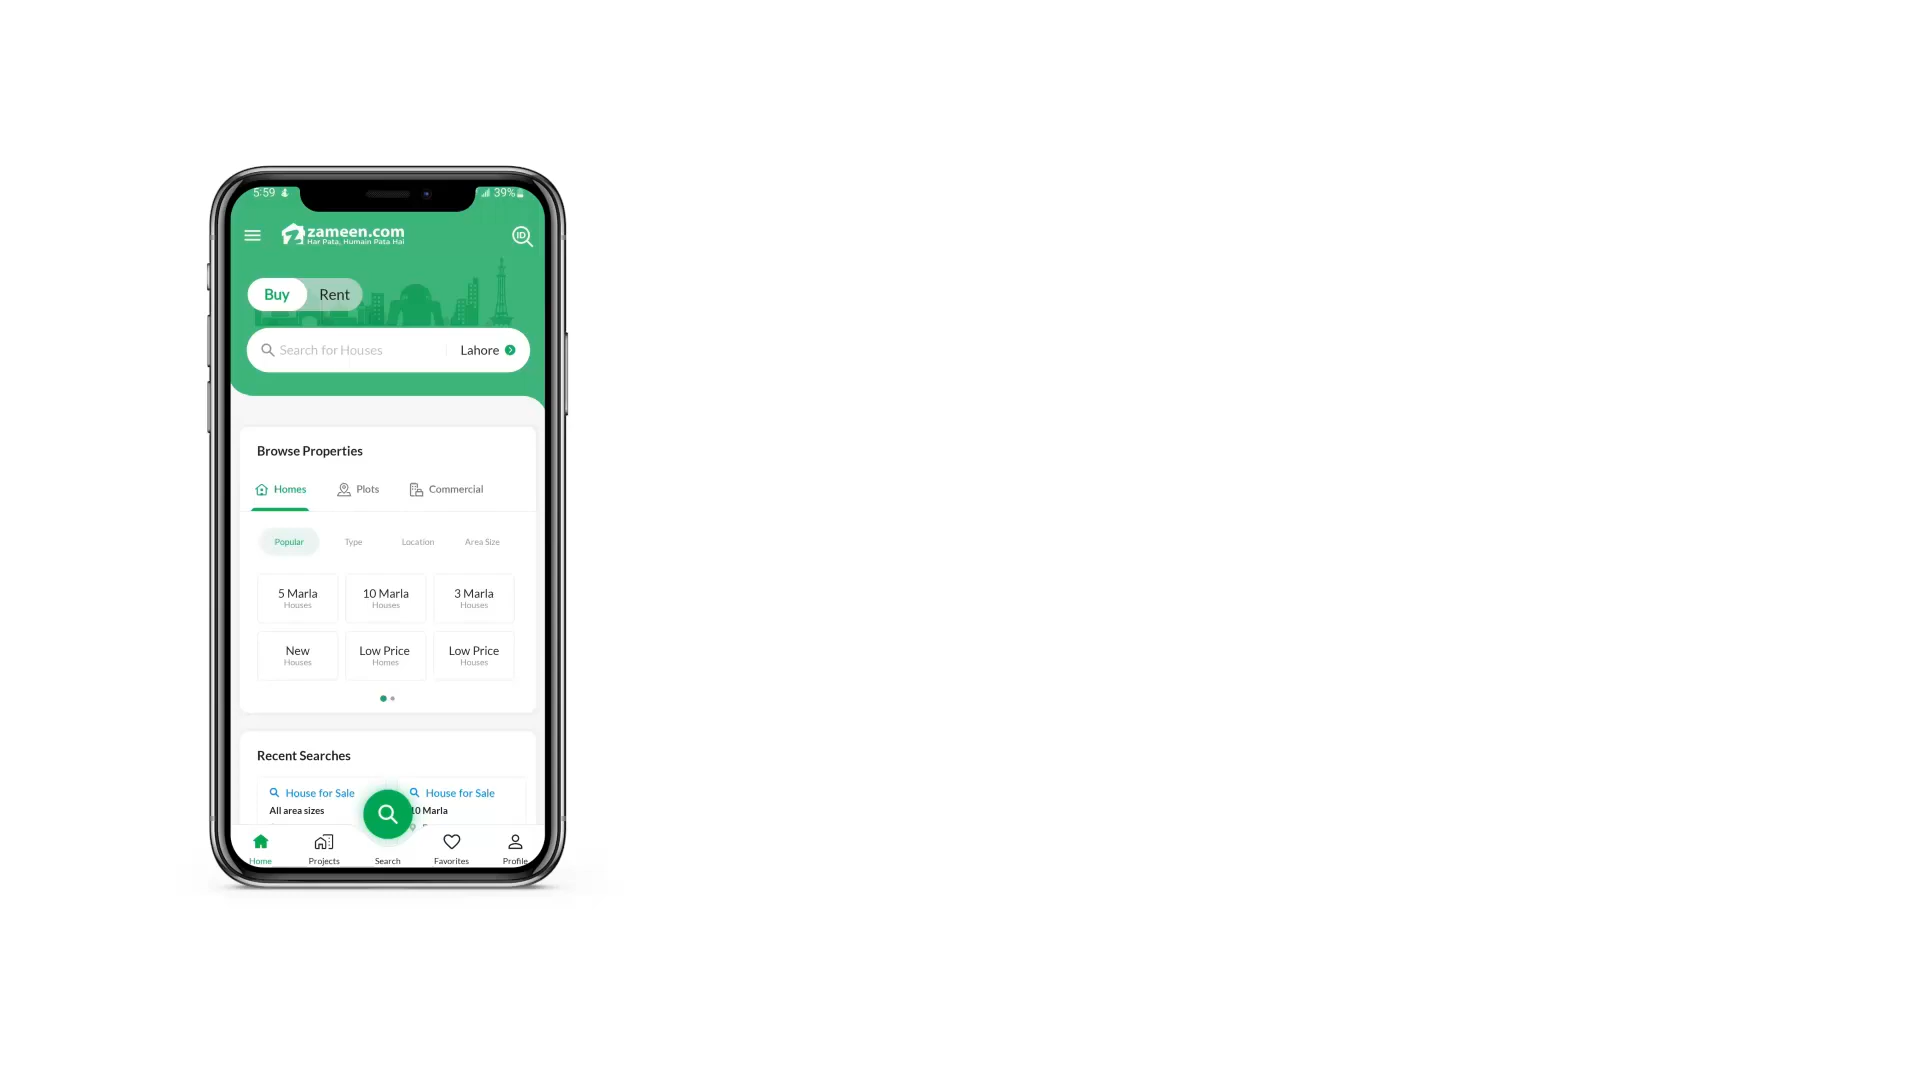 5:59
39%
zameen.com
Har Pata, Humain Pata Hai
ID
Buy Rent
Search for Houses Lahore
Browse Properties
Homes Plots Commercial
Popular Type Location Area Size
5 Marla 10 Marla 3 Marla
Houses Houses Houses
New Low Price Low Price
Houses Homes Houses
Recent Searches
House for Sale House for Sale
All area sizes 10 Marla
Home Projects Search Favorites Profile